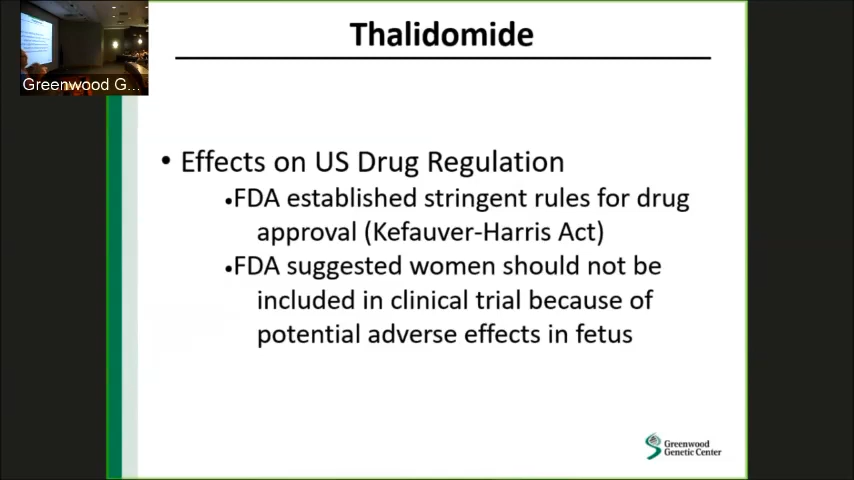 Thalidomide
Greenwood G...
• Effects on US Drug Regulation
•FDA established stringent rules for drug
approval (Kefauver-Harris Act)
•FDA suggested women should not be
included in clinical trial because of
potential adverse effects in fetus
Greenwood
Genetic Center